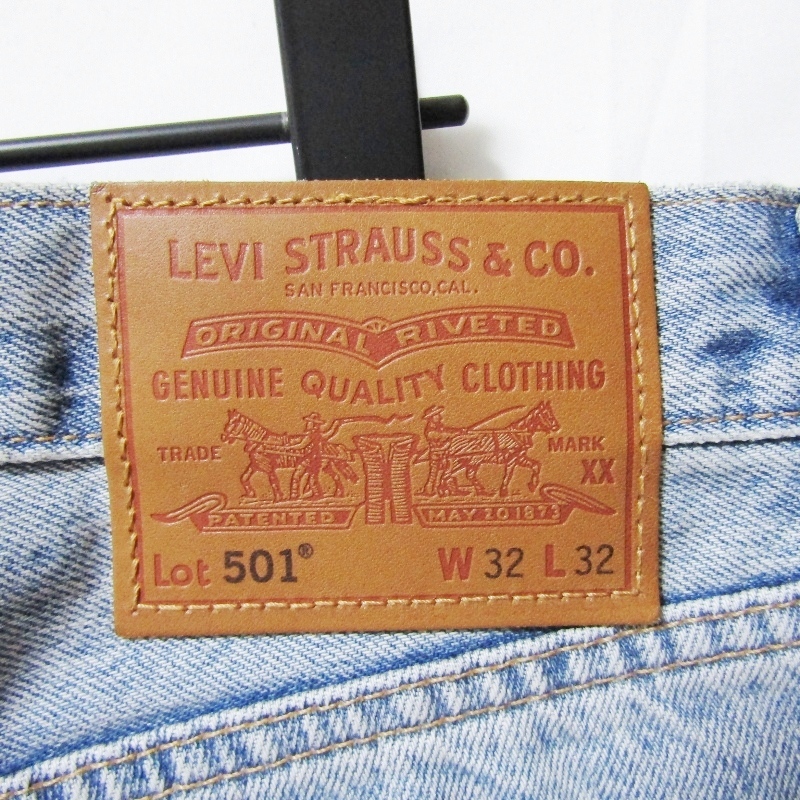 LEVI STRAUSS & CO.
SAN FRANCISCO, CAL.
ORIGINAL RIVETED
GENUINE QUALITY CLOTHING
TRADE MARK
XX
PATENTED MAY 20 1873
Lot 501® W 32 L 32